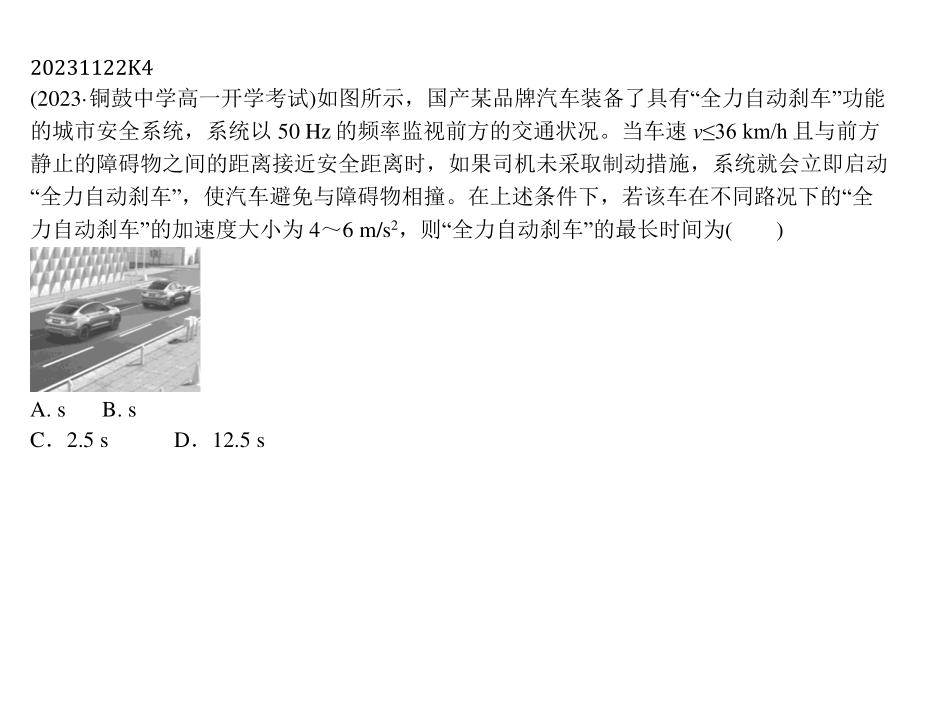 20231122K4
(2023·铜鼓中学高一开学考试)如图所示，国产某品牌汽车装备了具有“全力自动刹车”功能
的城市安全系统，系统以 50 Hz 的频率监视前方的交通状况。当车速 v≤36 km/h 且与前方
静止的障碍物之间的距离接近安全距离时，如果司机未采取制动措施，系统就会立即启动
“全力自动刹车”，使汽车避免与障碍物相撞。在上述条件下，若该车在不同路况下的“全
力自动刹车”的加速度大小为 4～6 m/s²，则“全力自动刹车”的最长时间为(　　)
A. s　B. s
C．2.5 s　　　D．12.5 s